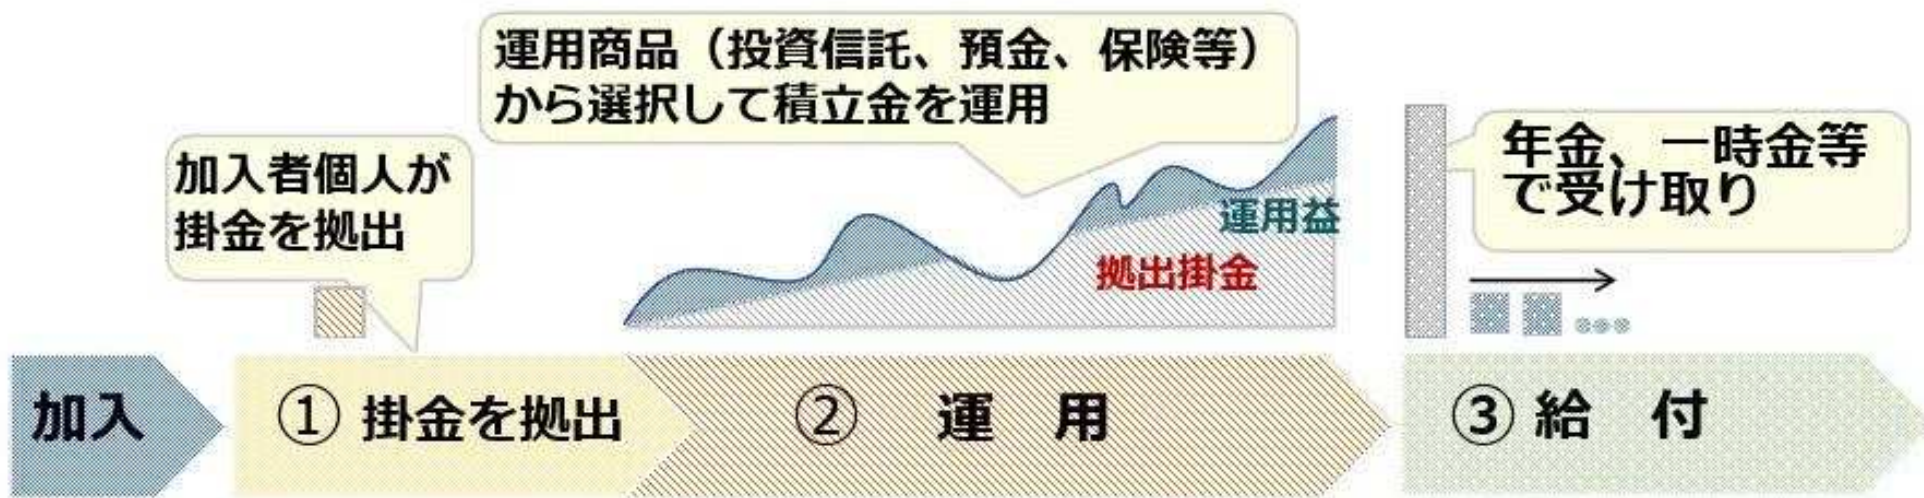 運用商品（投資信託、預金、保険等）
から選択して積立金を運用
加入者個人が
掛金を拠出
年金、一時金等
で受け取り
運用益
拠出掛金
加入
① 掛金を拠出
② 運 用
③ 給 付